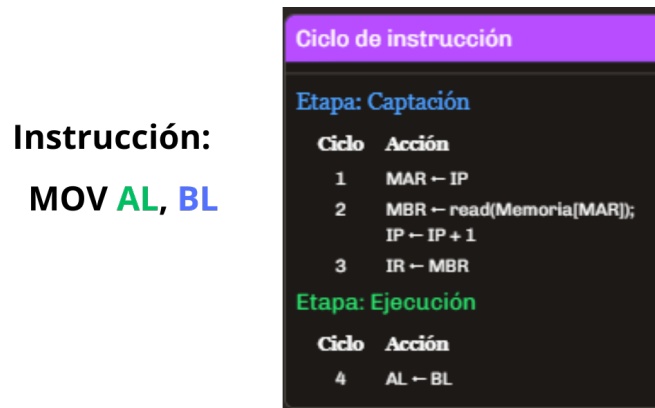 Instrucción:
MOV AL, BL
Ciclo de instrucción
Etapa: Captación
Ciclo Acción
1 MAR ← IP
2 MBR ← read(Memoria[MAR]);
IP ← IP + 1
3 IR ← MBR
Etapa: Ejecución
Ciclo Acción
4 AL ← BL